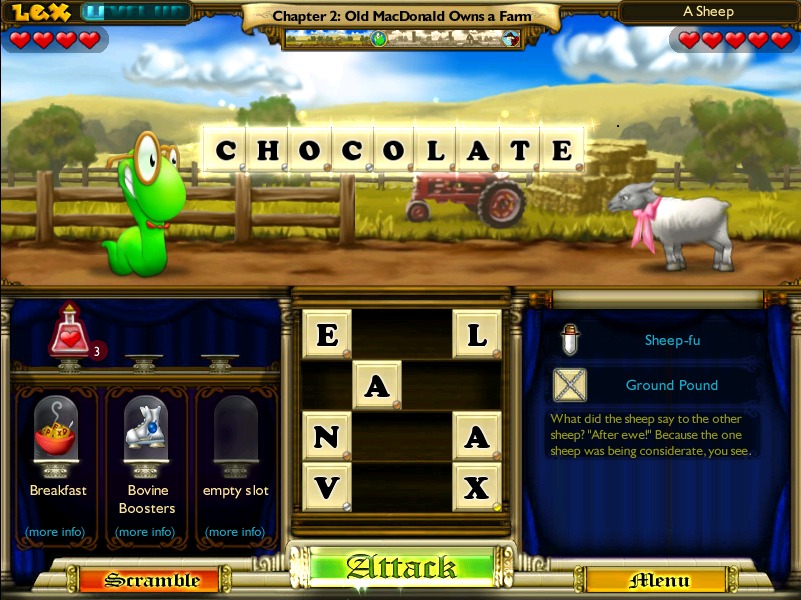 LEX LEVEL UP
Chapter 2: Old MacDonald Owns a Farm
A Sheep
CHOCOLATE
3
Breakfast
Bovine
Boosters
empty slot
(more info)
(more info)
(more info)
E L
A
N A
V X
Sheep-fu
Ground Pound
What did the sheep say to the other
sheep? "After ewe!" Because the one
sheep was being considerate, you see.
Scramble
Attack
Menu